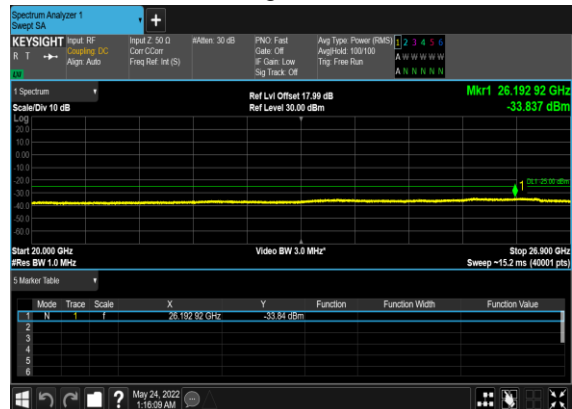 Spectrum Analyzer 1
Swept SA
KEYSIGHT Input: RF Input Z: 50 Ω #Atten: 30 dB PNO: Fast Avg Type: Power (RMS) 1 2 3 4 5 6
R T Coupling: DC Corr CCorr Gate: Off Avg|Hold: 100/100 A W W W W W
Align: Auto Freq Ref: Int (S) IF Gain: Low Trig: Free Run A N N N N N
LW Sig Track: Off
1 Spectrum Ref Lvl Offset 17.99 dB Mkr1 26.192 92 GHz
Scale/Div 10 dB Ref Level 30.00 dBm -33.837 dBm
Log
20.0
10.0
0.00
-10.0
-20.0
DL1 -25.00 dBm
1
-30.0
-40.0
-50.0
-60.0
Start 20.000 GHz Video BW 3.0 MHz* Stop 26.900 GHz
#Res BW 1.0 MHz Sweep ~15.2 ms (40001 pts)
5 Marker Table
Mode Trace Scale X Y Function Function Width Function Value
1 N 1 f 26.192 92 GHz -33.84 dBm
2
3
4
5
6
? May 24, 2022
1:16:09 AM